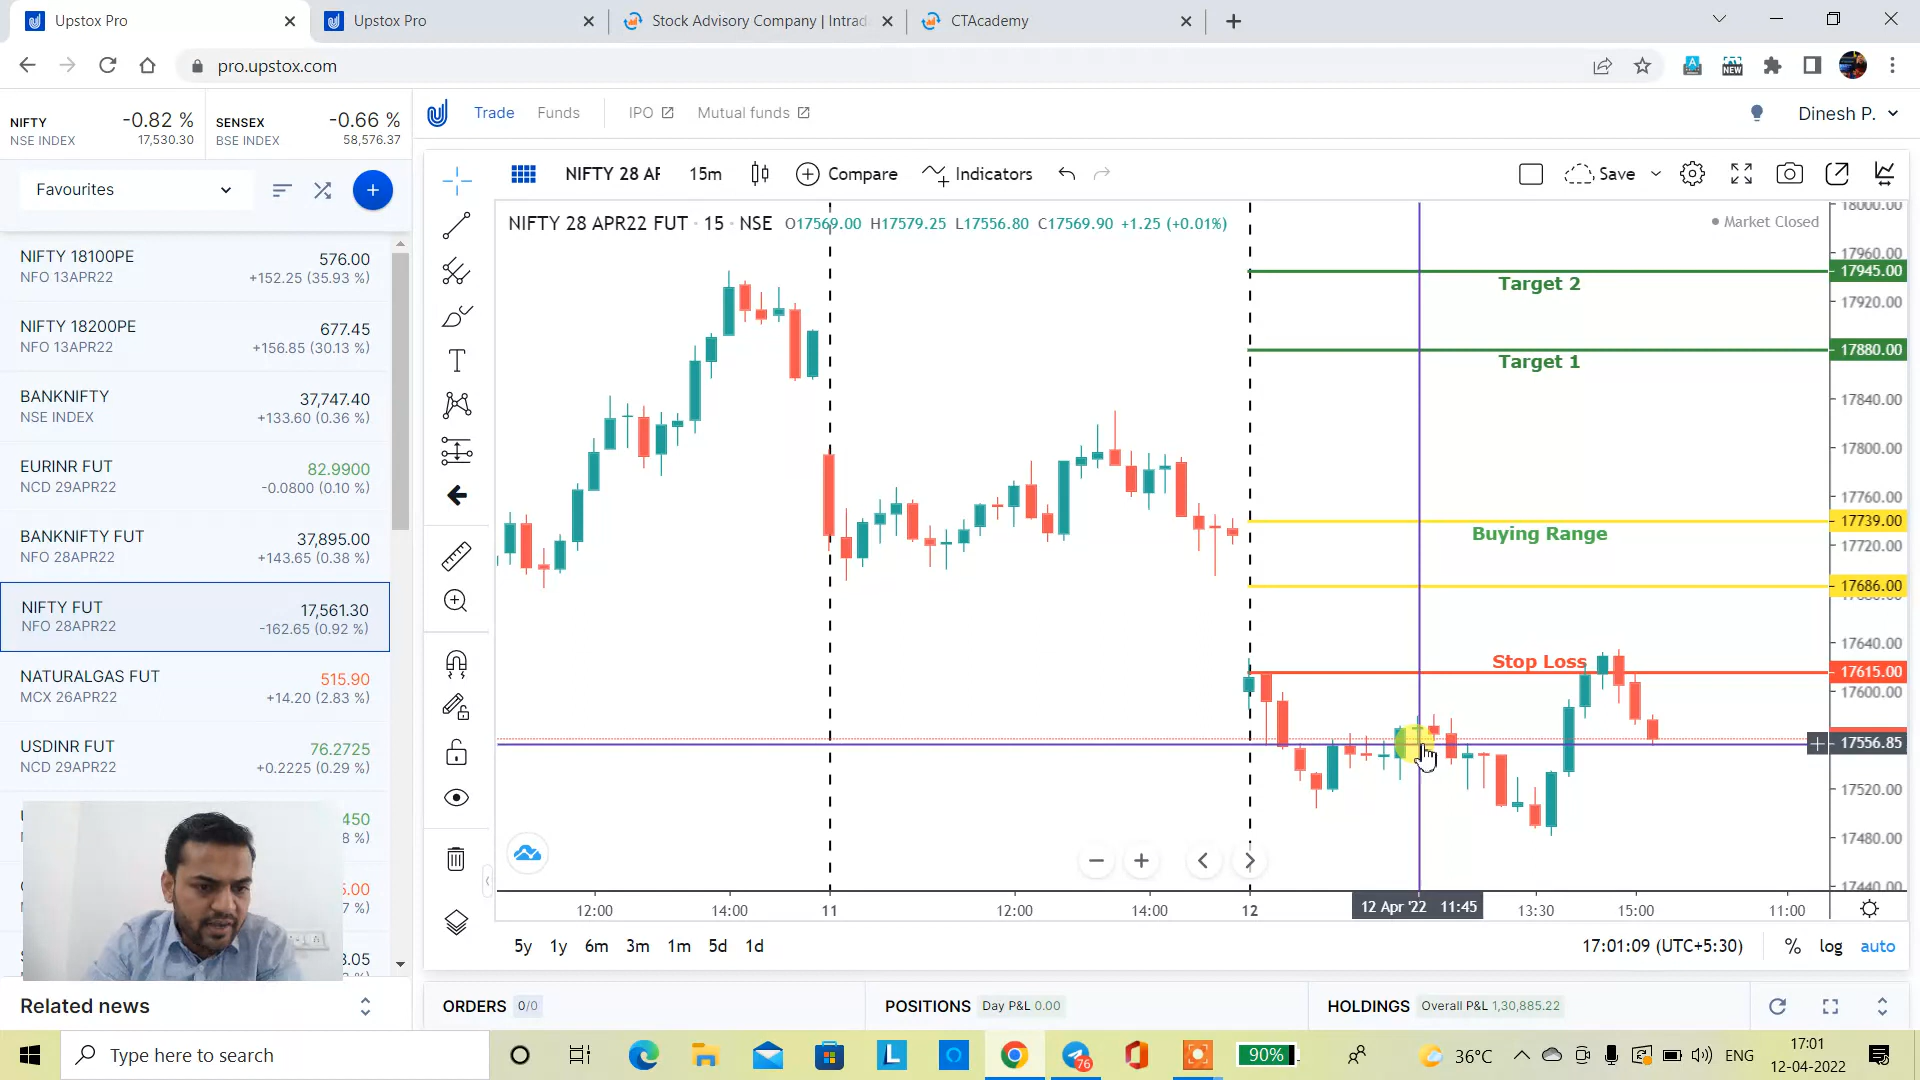 Upstox Pro
Upstox Pro
Stock Advisory Company | Intrad
CTAcademy
pro.upstox.com
NEW
NIFTY -0.82 %
NSE INDEX 17,530.30
SENSEX -0.66 %
BSE INDEX 58,576.37
Trade Funds IPO Mutual funds
Dinesh P.
Favourites
NIFTY 28 AP 15m Compare Indicators Save
NIFTY 28 APR22 FUT · 15 · NSE O17569.00 H17579.25 L17556.80 C17569.90 +1.25 (+0.01%)
Market Closed
NIFTY 18100PE 576.00
NFO 13APR22 +152.25 (35.93 %)
NIFTY 18200PE 677.45
NFO 13APR22 +156.85 (30.13 %)
BANKNIFTY 37,747.40
NSE INDEX +133.60 (0.36 %)
EURINR FUT 82.9900
NCD 29APR22 -0.0800 (0.10 %)
BANKNIFTY FUT 37,895.00
NFO 28APR22 +143.65 (0.38 %)
NIFTY FUT 17,561.30
NFO 28APR22 -162.65 (0.92 %)
NATURALGAS FUT 515.90
MCX 26APR22 +14.20 (2.83 %)
USDINR FUT 76.2725
NCD 29APR22 +0.2225 (0.29 %)
450
8 %)
5.00
7 %)
3.05
Target 2
Target 1
Buying Range
Stop Loss
18000.00
17960.00
17945.00
17920.00
17880.00
17840.00
17800.00
17760.00
17739.00
17720.00
17686.00
17640.00
17615.00
17600.00
17556.85
17520.00
17480.00
17440.00
12:00 14:00 11 12:00 14:00 12 12 Apr '22 11:45 13:30 15:00 11:00
5y 1y 6m 3m 1m 5d 1d
17:01:09 (UTC+5:30) % log auto
Related news
ORDERS 0/0
POSITIONS Day P&L 0.00
HOLDINGS Overall P&L 1,30,885.22
Type here to search
L
76
90%
36°C
ENG
17:01
12-04-2022